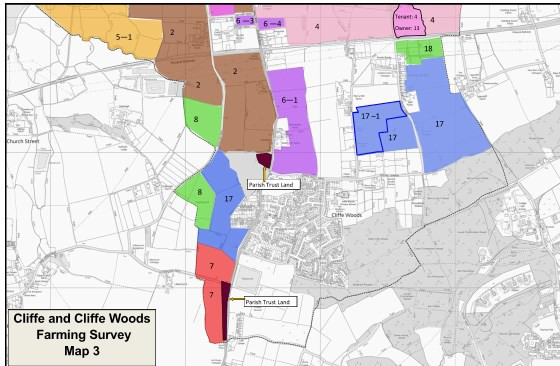 6—3
6—4
4
Tenant: 4
Owner: 11
4
5—1
2
18
2
2
6—1
8
17 –1
17
17
Church Street
Parish Trust Land
8
17
Cliffe Woods
7
7
Parish Trust Land
Cliffe and Cliffe Woods
Farming Survey
Map 3